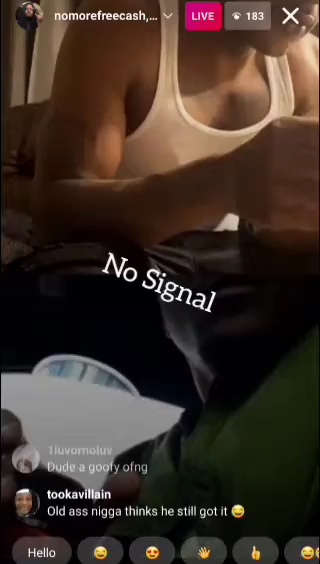 nomorefreecash,...
LIVE
183
No Signal
1luvomoluv
Dude a goofy ofng
tookavillain
Old ass nigga thinks he still got it 😅
Hello